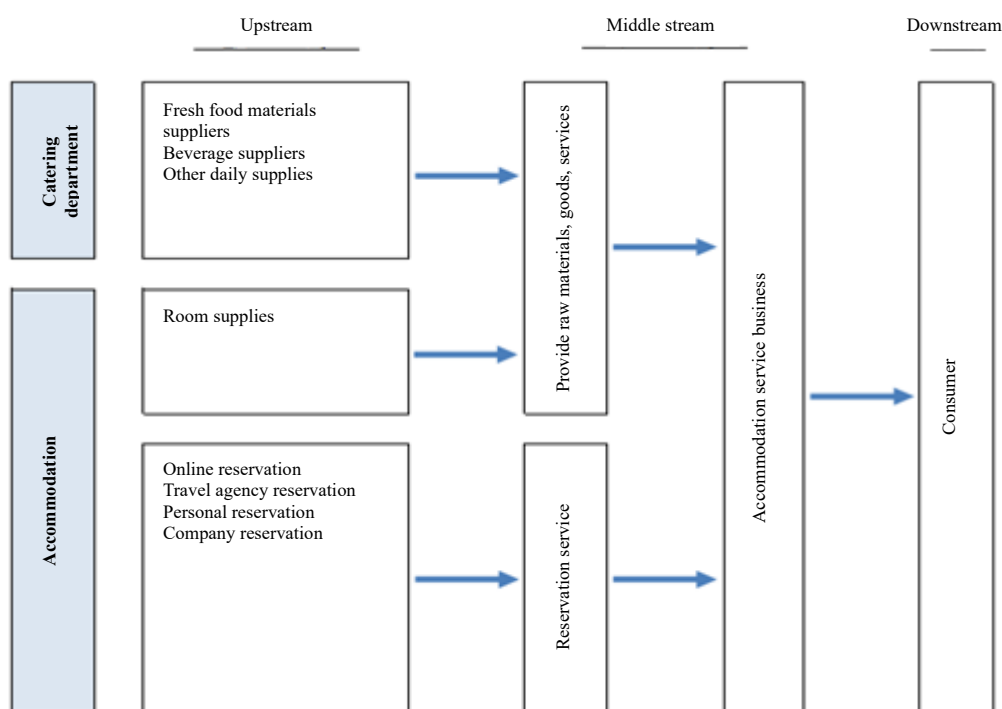 Upstream
Middle stream
Downstream
Catering
department
Fresh food materials
suppliers
Beverage suppliers
Other daily supplies
Provide raw materials, goods, services
Accommodation service business
Consumer
Accommodation
Room supplies
Online reservation
Travel agency reservation
Personal reservation
Company reservation
Reservation service